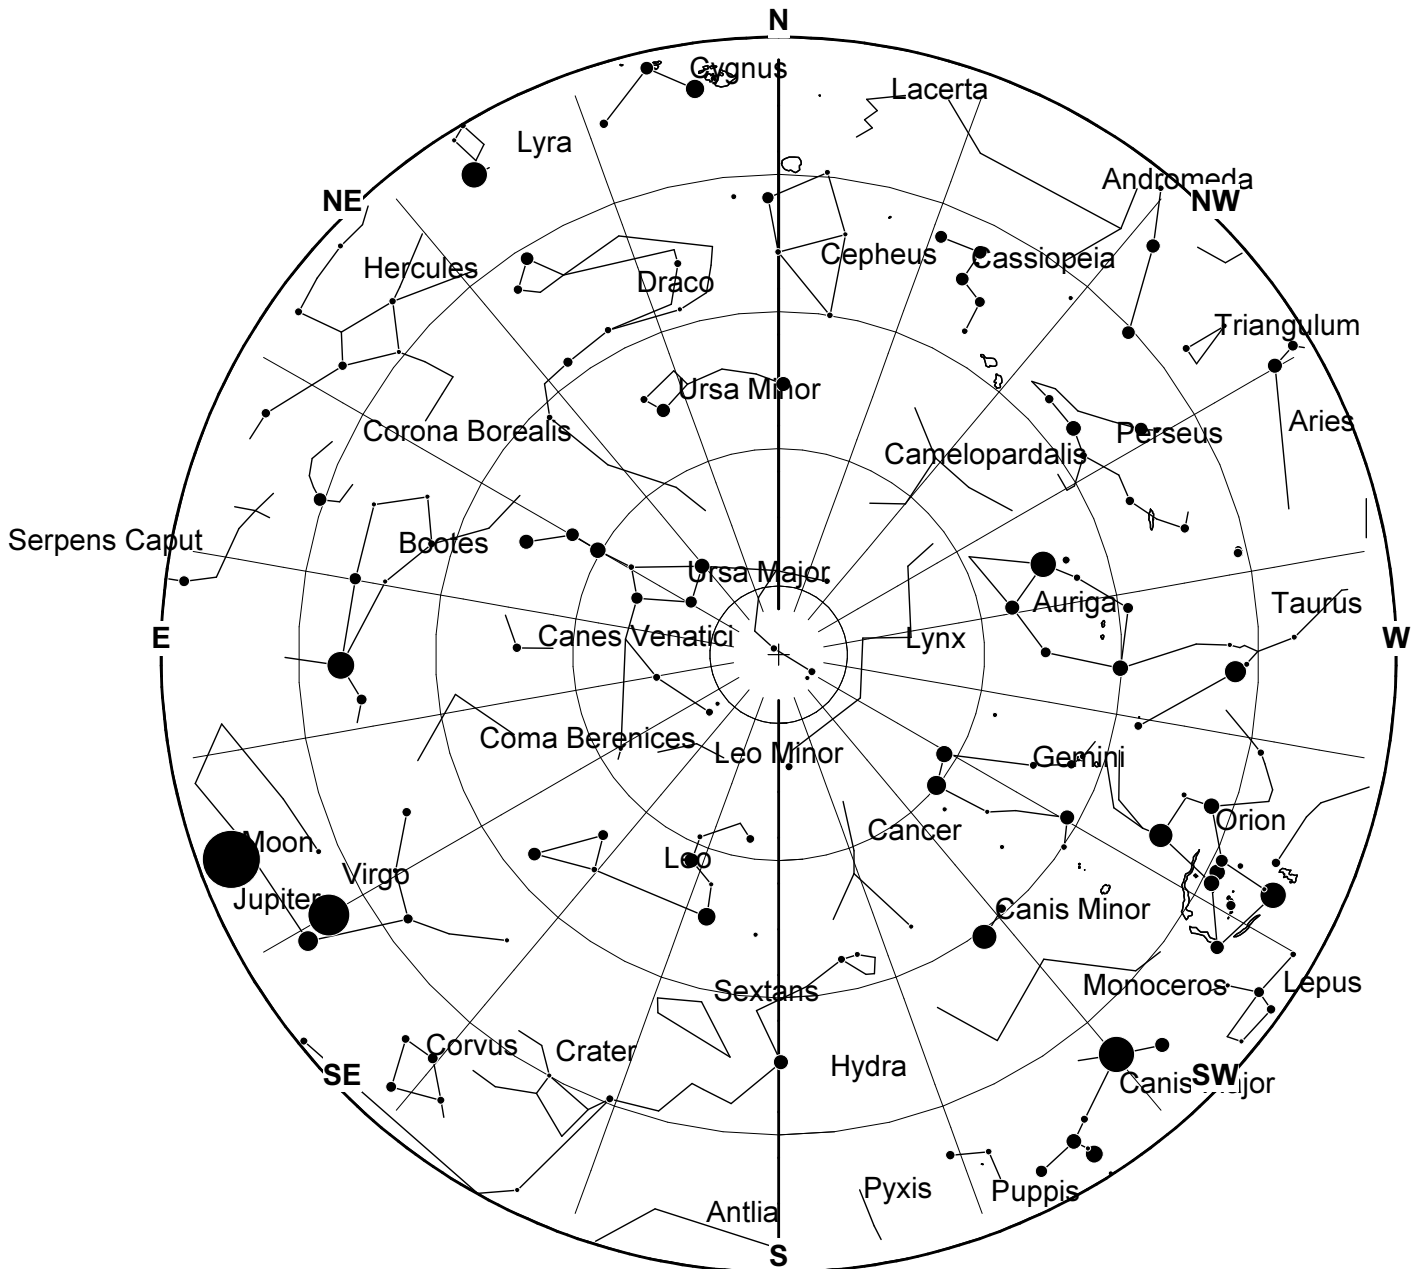 N
Cygnus
Lacerta
Lyra
Andromeda
NE
NW
Cepheus
Cassiopeia
Hercules
Draco
Triangulum
Ursa Minor
Aries
Corona Borealis
Perseus
Camelopardalis
Serpens Caput
Bootes
Ursa Major
Auriga
Taurus
E
Canes Venatici
Lynx
W
Coma Berenices
Leo Minor
Gemini
Orion
Cancer
Moon
Leo
Virgo
Jupiter
Canis Minor
Sextans
Monoceros
Lepus
Corvus
Crater
Hydra
SE
SW
Canis Major
Pyxis
Puppis
Antlia
S